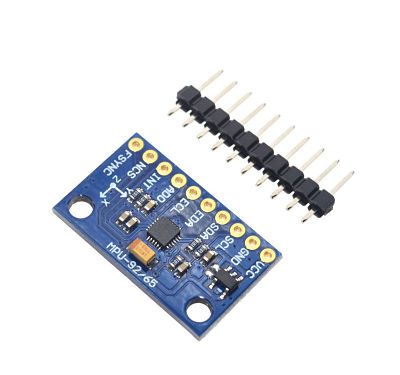 FSYNC
NCS
INT
ADO
ECL
EDA
SDA
SCL
GND
VCC
Z
X
MPU-92/65